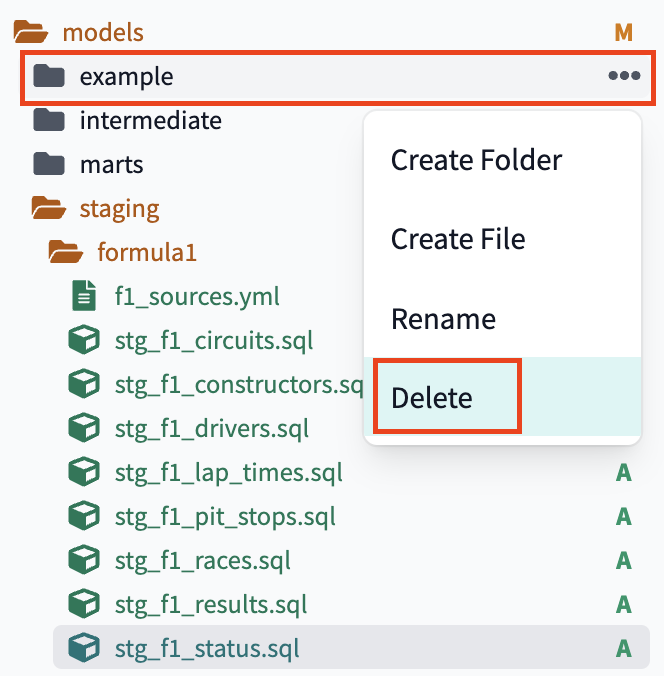 models M
example •••
intermediate
marts
staging
formula1
f1_sources.yml
stg_f1_circuits.sql
stg_f1_constructors.sq
stg_f1_drivers.sql
stg_f1_lap_times.sql A
stg_f1_pit_stops.sql A
stg_f1_races.sql A
stg_f1_results.sql A
stg_f1_status.sql A
Create Folder
Create File
Rename
Delete